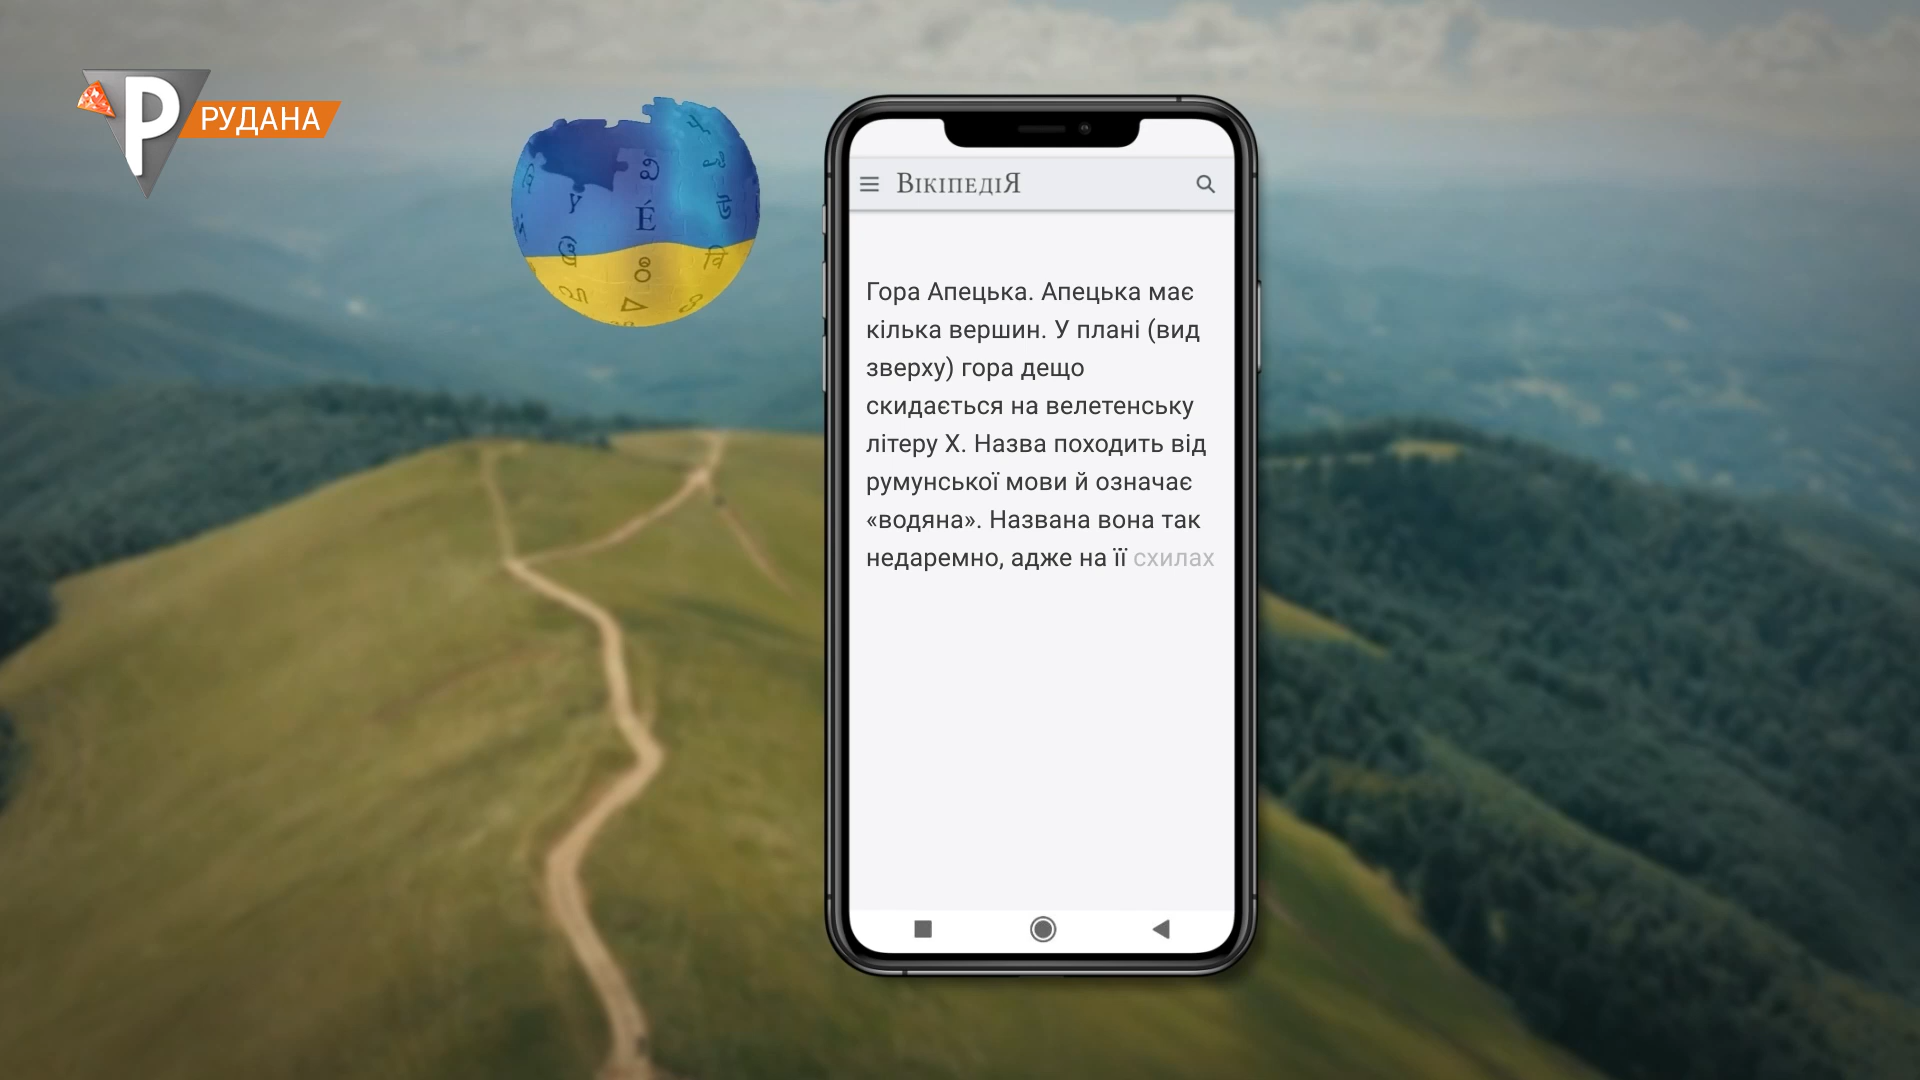 РУДАНА
ВІКІПЕДІЯ
Гора Апецька. Апецька має
кілька вершин. У плані (вид
зверху) гора дещо
скидається на велетенську
літеру Х. Назва походить від
румунської мови й означає
«водяна». Названа вона так
недаремно, адже на її схилах